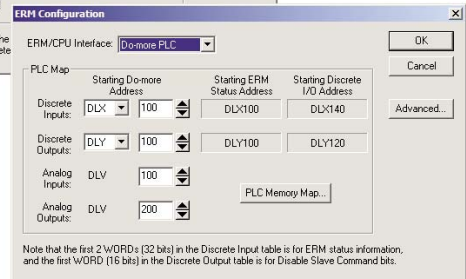 ERM Configuration
he
ete
ERM/CPU Interface: Do-more PLC
OK
Cancel
Advanced...
PLC Map
Starting Do-more Address
Starting ERM Status Address
Starting Discrete I/O Address
Discrete Inputs: DLX 100 DLX100 DLX140
Discrete Outputs: DLY 100 DLY100 DLY120
Analog Inputs: DLV 100
Analog Outputs: DLV 200
PLC Memory Map...
Note that the first 2 WORDs (32 bits) in the Discrete Input table is for ERM status information,
and the first WORD (16 bits) in the Discrete Output table is for Disable Slave Command bits.